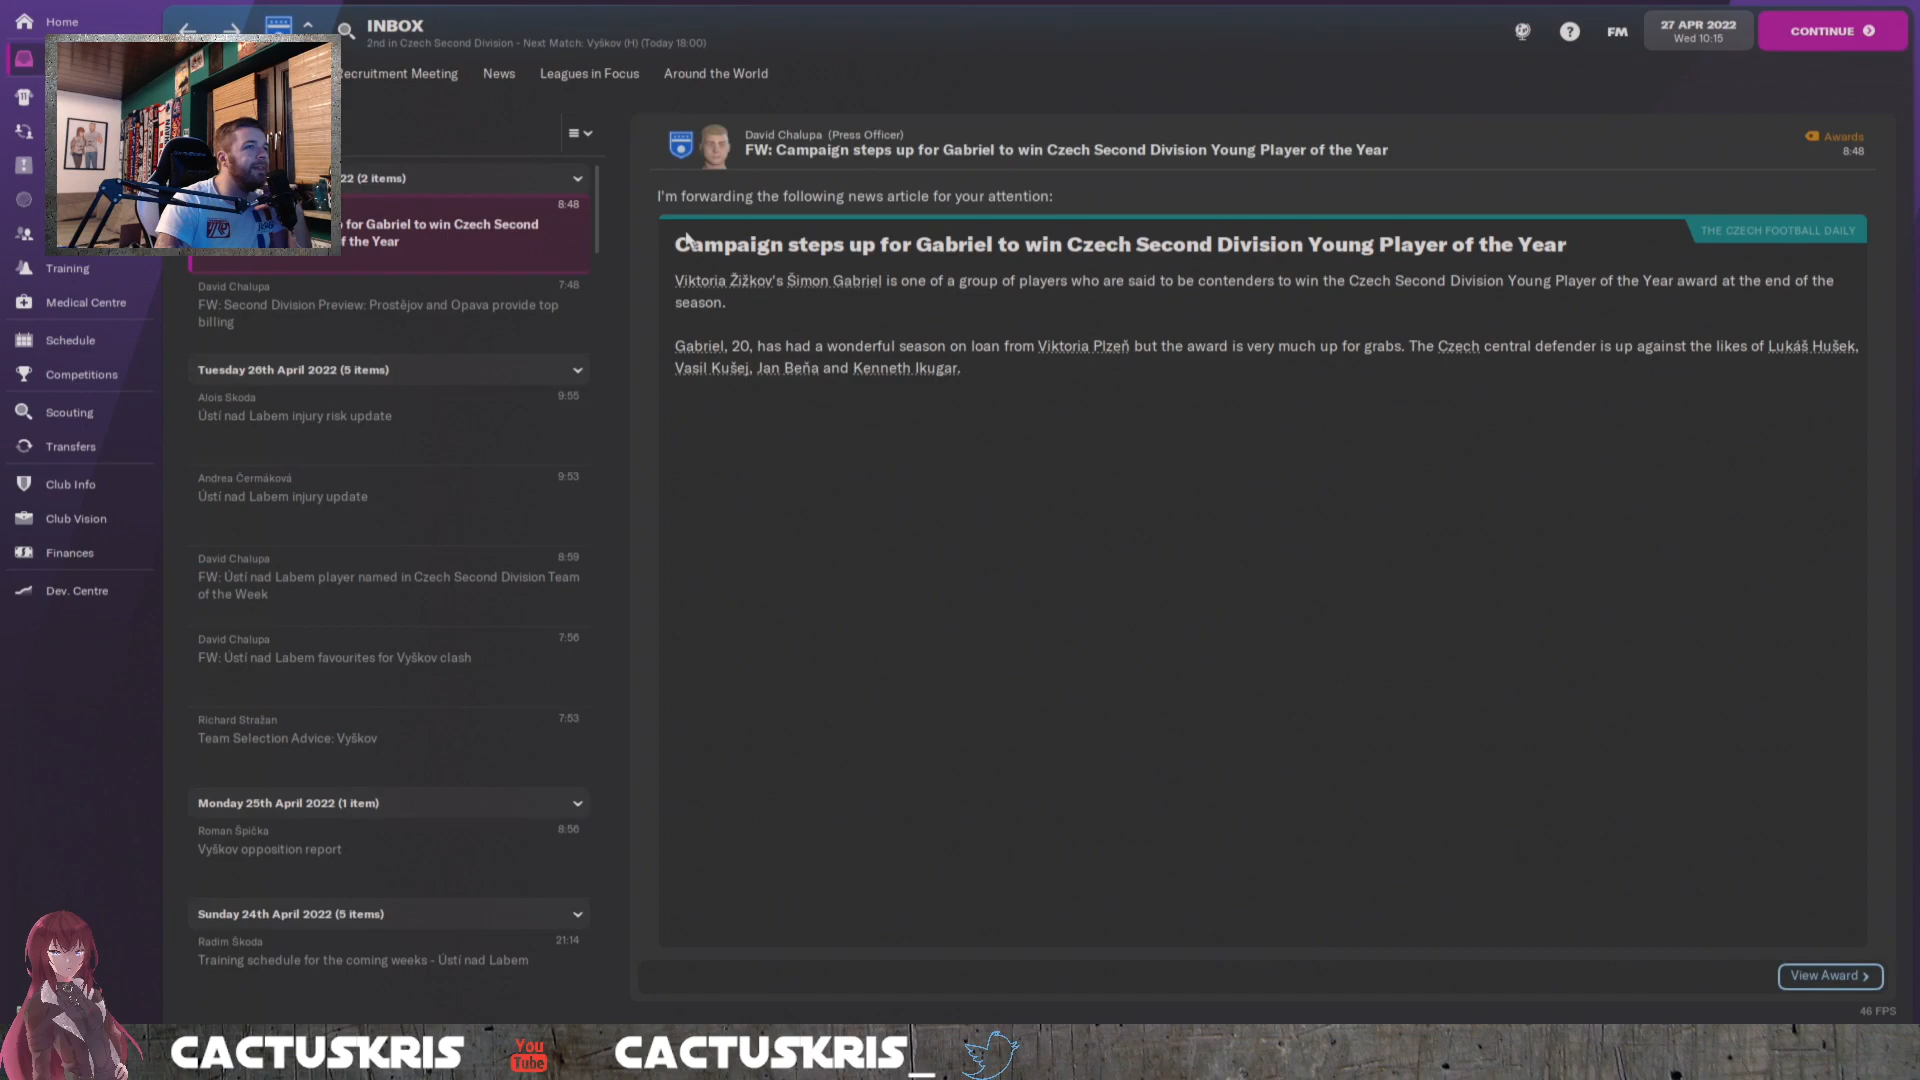 Home
INBOX
2nd in Czech Second Division - Next Match: Vyškov (H) (Today 18:00)
FM
27 APR 2022
Wed 10:15
CONTINUE
Recruitment Meeting
News
Leagues in Focus
Around the World
22 (2 items)
8:48
for Gabriel to win Czech Second
f the Year
David Chalupa
7:48
FW: Second Division Preview: Prostějov and Opava provide top
billing
Tuesday 26th April 2022 (5 items)
Alois Skoda
9:55
Ústí nad Labem injury risk update
Andrea Čermáková
9:53
Ústí nad Labem injury update
David Chalupa
8:59
FW: Ústí nad Labem player named in Czech Second Division Team
of the Week
David Chalupa
7:56
FW: Ústí nad Labem favourites for Vyškov clash
Richard Stražan
7:53
Team Selection Advice: Vyškov
Monday 25th April 2022 (1 item)
Roman Špička
8:56
Vyškov opposition report
Sunday 24th April 2022 (5 items)
Radim Škoda
21:14
Training schedule for the coming weeks - Ústí nad Labem
Training
Medical Centre
Schedule
Competitions
Scouting
Transfers
Club Info
Club Vision
Finances
Dev. Centre
David Chalupa (Press Officer)
FW: Campaign steps up for Gabriel to win Czech Second Division Young Player of the Year
Awards
8:48
I'm forwarding the following news article for your attention:
THE CZECH FOOTBALL DAILY
Campaign steps up for Gabriel to win Czech Second Division Young Player of the Year
Viktoria Žižkov's Šimon Gabriel is one of a group of players who are said to be contenders to win the Czech Second Division Young Player of the Year award at the end of the
season.
Gabriel, 20, has had a wonderful season on loan from Viktoria Plzeň but the award is very much up for grabs. The Czech central defender is up against the likes of Lukáš Hušek,
Vasil Kušej, Jan Beňa and Kenneth Ikugar.
View Award
46 FPS
CACTUSKRIS
You
Tube
CACTUSKRIS_